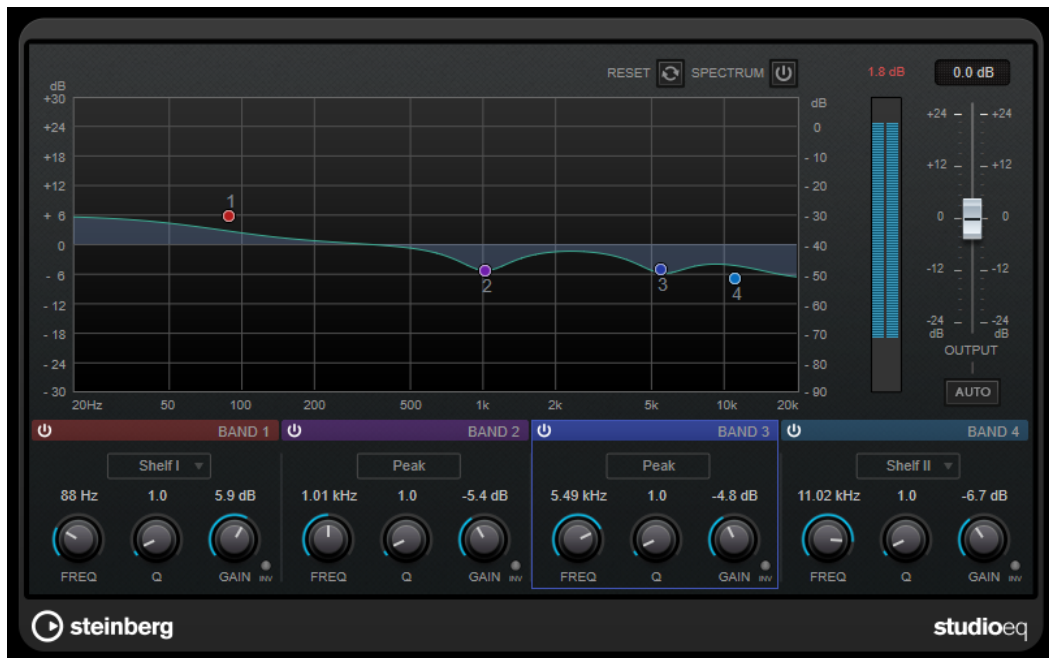 RESET SPECTRUM 1.8 dB 0.0 dB
dB
+30
+24
+18
+12
+ 6
0
- 6
- 12
- 18
- 24
- 30
1
2
3
4
dB
0
- 10
- 20
- 30
- 40
- 50
- 60
- 70
- 80
- 90
20Hz 50 100 200 500 1k 2k 5k 10k 20k
+24 +24
+12 +12
0 0
-12 -12
-24 -24
dB dB
OUTPUT
AUTO
BAND 1 BAND 2 BAND 3 BAND 4
Shelf I Peak Peak Shelf II
88 Hz 1.0 5.9 dB 1.01 kHz 1.0 -5.4 dB 5.49 kHz 1.0 -4.8 dB 11.02 kHz 1.0 -6.7 dB
FREQ Q GAIN INV FREQ Q GAIN INV FREQ Q GAIN INV FREQ Q GAIN INV
steinberg studioeq